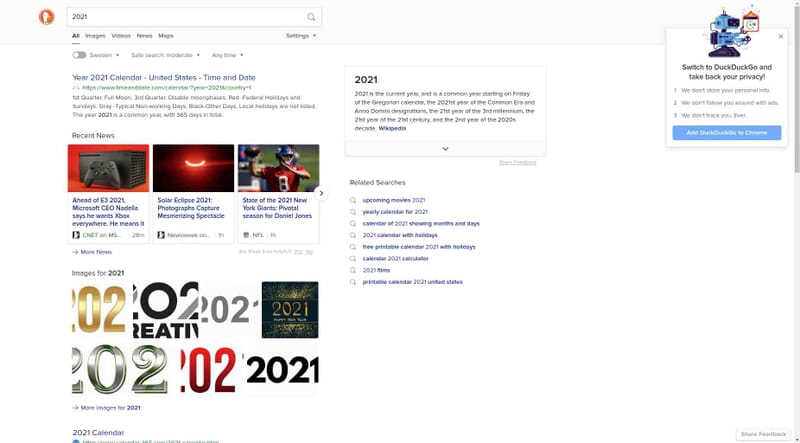 2021
All Images Videos News Maps Settings
Sweden Safe search: moderate Any time
Year 2021 Calendar - United States - Time and Date
https://www.timeanddate.com/calendar/?year=2021&country=1
1st Quarter. Full Moon. 3rd Quarter. Disable moonphases. Red -Federal Holidays and
Sundays. Gray -Typical Non-working Days. Black-Other Days. Local holidays are not listed.
The year 2021 is a common year, with 365 days in total.
Recent News
Ahead of E3 2021,
Microsoft CEO Nadella
says he wants Xbox
everywhere. He means it
CNET on MS... 28m
Solar Eclipse 2021:
Photographs Capture
Mesmerizing Spectacle
Newsweek on... 1h
State of the 2021 New
York Giants: Pivotal
season for Daniel Jones
NFL 1h
More News
Are these links helpful? Yes No
Images for 2021
202
2021
CREATIV
2021
2021
HAPPY NEW YEAR
202
202
2021
More Images for 2021
2021 Calendar
2021
2021 is the current year, and is a common year starting on Friday
of the Gregorian calendar, the 2021st year of the Common Era and
Anno Domini designations, the 21st year of the 3rd millennium, the
21st year of the 21st century, and the 2nd year of the 2020s
decade. Wikipedia
Share Feedback
Related Searches
upcoming movies 2021
yearly calendar for 2021
calendar of 2021 showing months and days
2021 calendar with holidays
free printable calendar 2021 with holidays
calendar 2021 calculator
2021 films
printable calendar 2021 united states
Switch to DuckDuckGo and
take back your privacy!
1 We don't store your personal info.
2 We don't follow you around with ads.
3 We don't track you. Ever.
Add DuckDuckGo to Chrome
Share Feedback